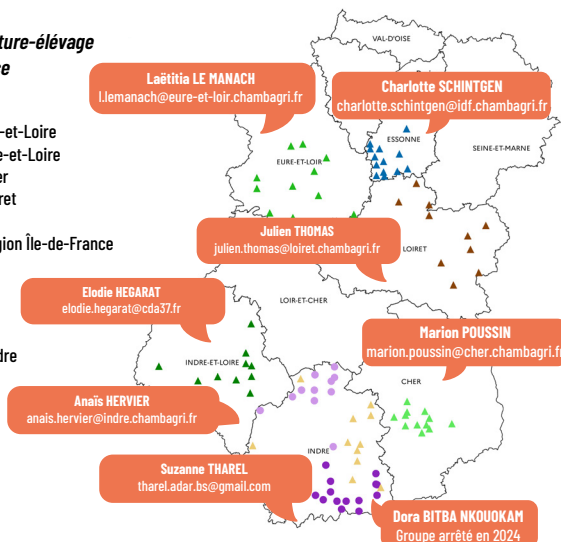 ture-élevage
e
-et-Loire
e-et-Loire
er
ret
gion Île-de-France
dre
VAL-D'OISE
Laëtitia LE MANACH
l.lemanach@eure-et-loir.chambagri.fr
Charlotte SCHINTGEN
charlotte.schintgen@idf.chambagri.fr
ESSONNE
SEINE-ET-MARNE
EURE-ET-LOIR
Julien THOMAS
julien.thomas@loiret.chambagri.fr
LOIRET
Elodie HEGARAT
elodie.hegarat@cda37.fr
LOIR-ET-CHER
Marion POUSSIN
marion.poussin@cher.chambagri.fr
INDRE-ET-LOIRE
CHER
Anaïs HERVIER
anais.hervier@indre.chambagri.fr
INDRE
Suzanne THAREL
tharel.adar.bs@gmail.com
Dora BITBA NKOUOKAM
Groupe arrêté en 2024